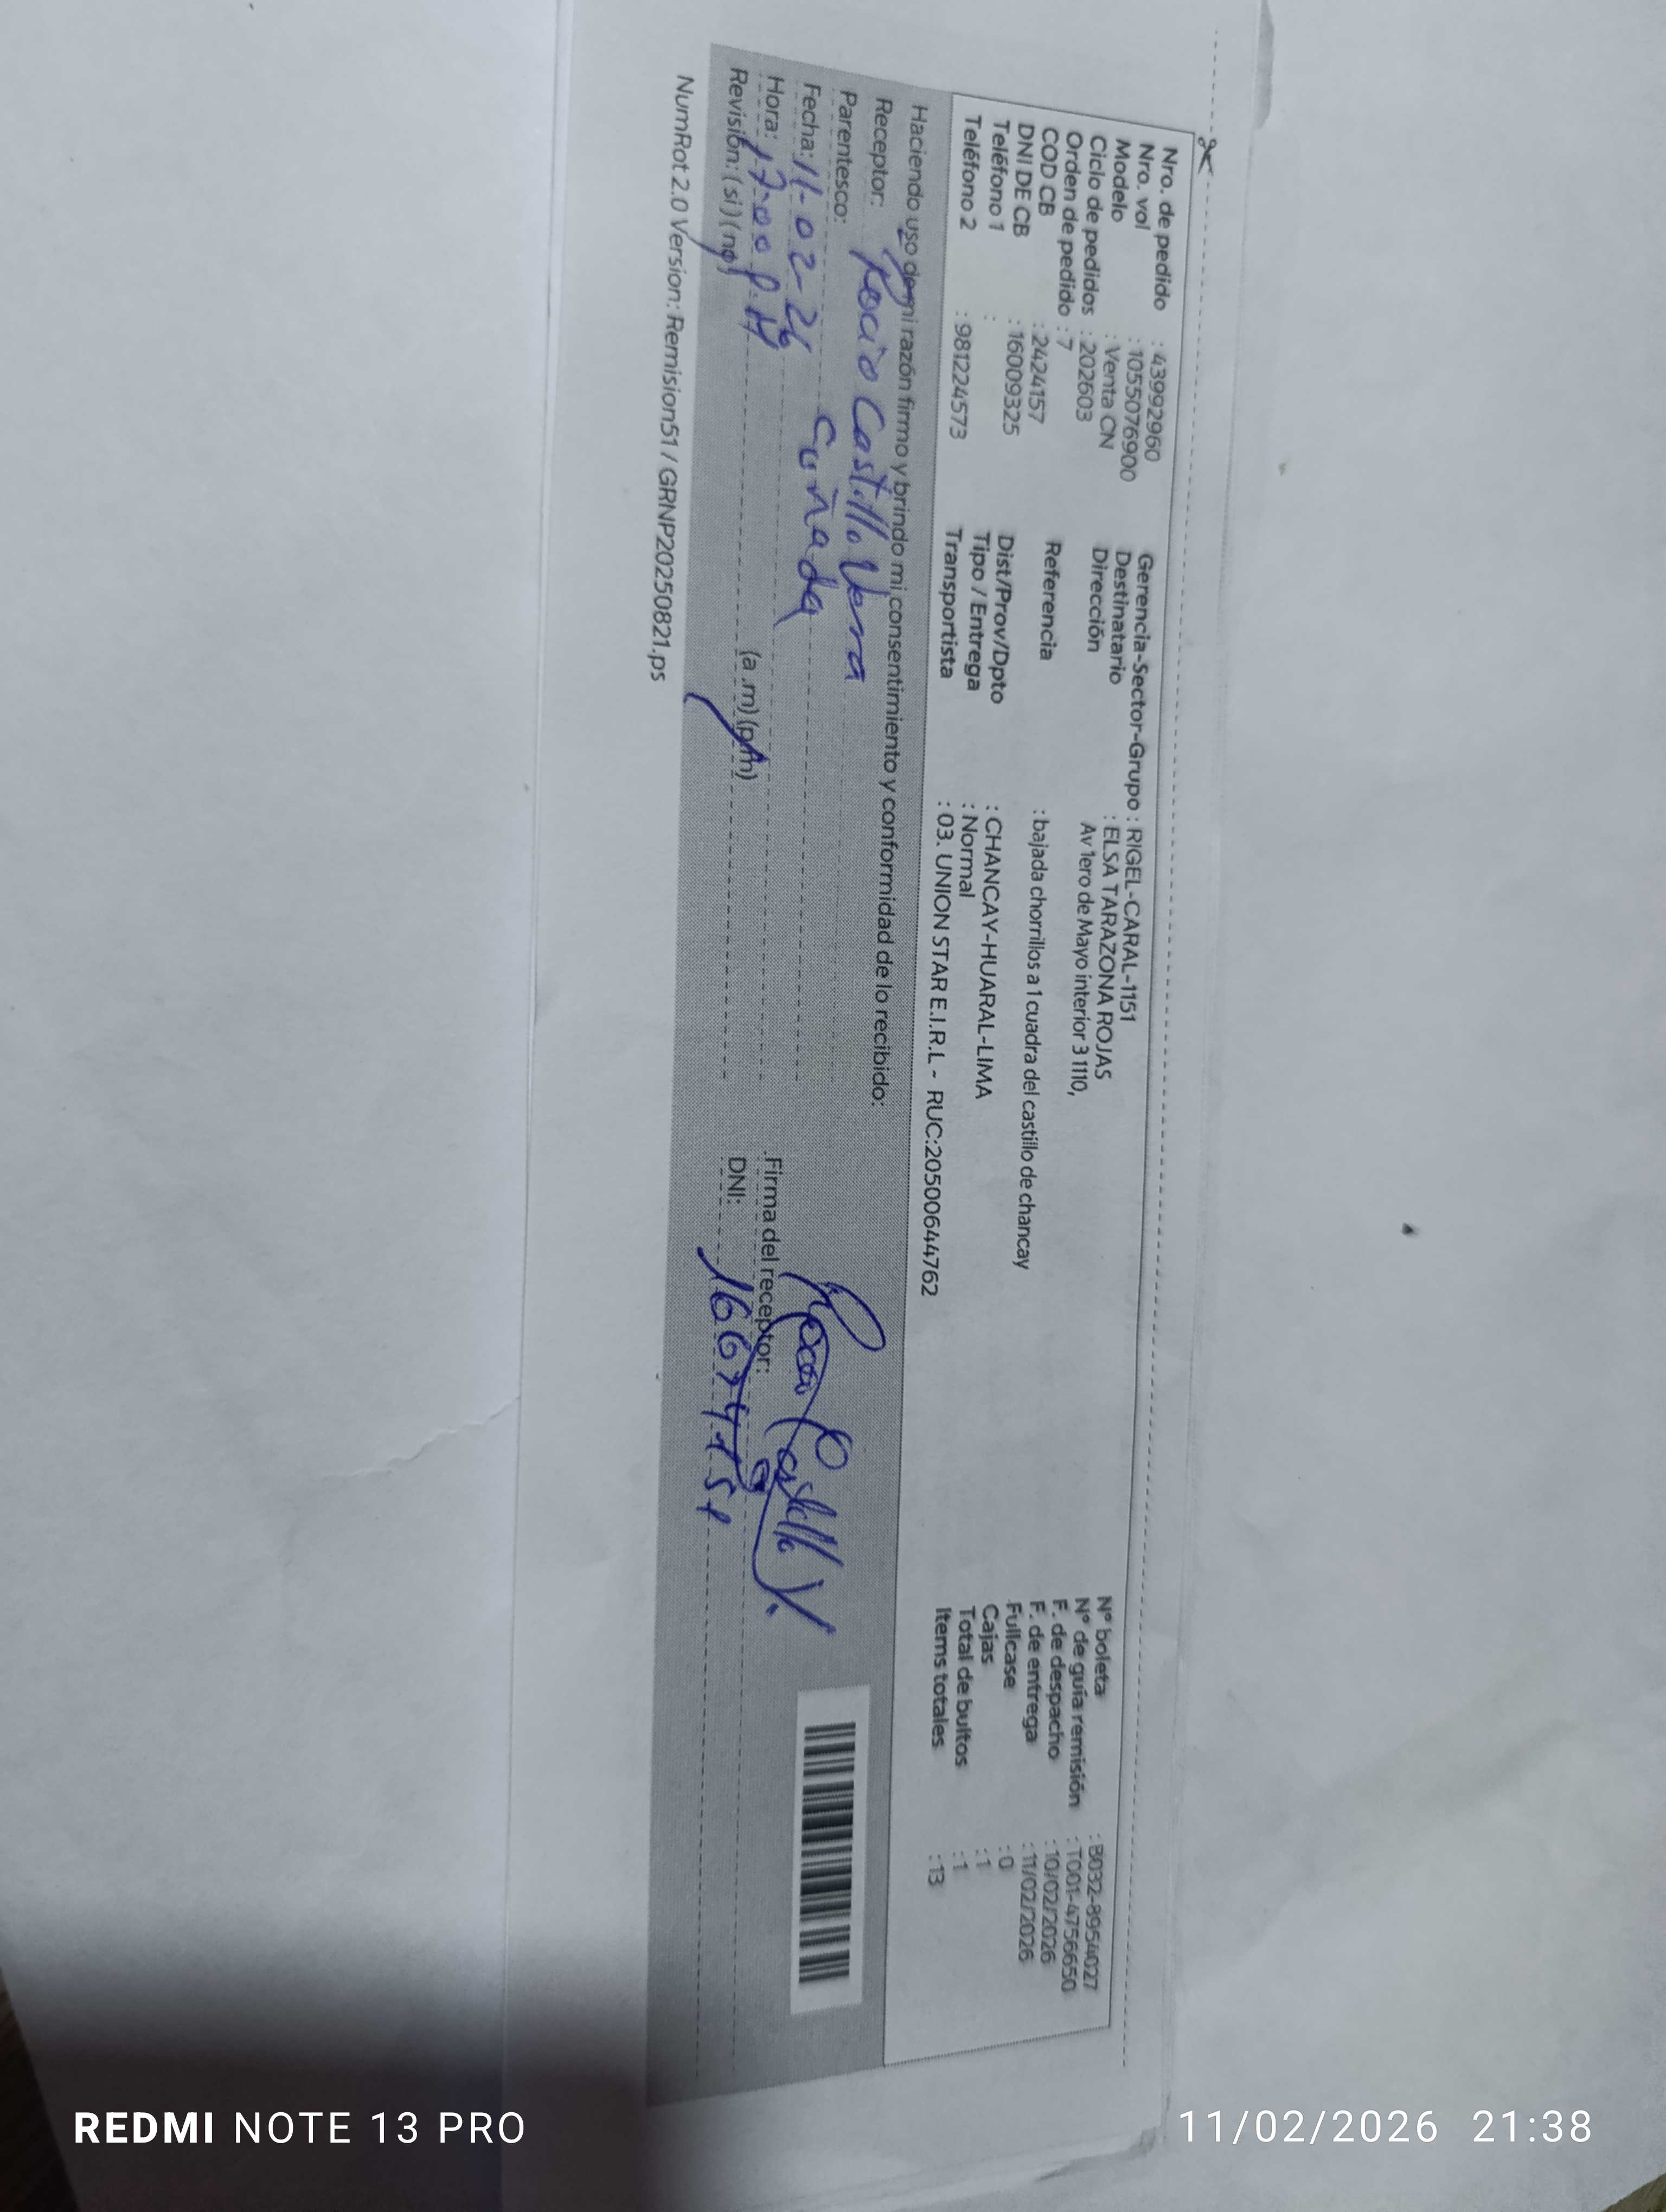 Nro. de pedido : 43992960
Nro. vol : 1055076900
Modelo : Venta CN
Ciclo de pedidos : 202603
Orden de pedido : 7
COD CB : 2424157
DNI DE CB : 16009325
Teléfono 1 :
Teléfono 2 : 981224573
Gerencia-Sector-Grupo : RIGEL-CARAL-1151
Destinatario : ELSA TARAZONA ROJAS
Dirección Av 1ero de Mayo interior 3 1110,
Referencia : bajada chorrillos a 1 cuadra del castillo de chancay
Dist/Prov/Dpto : CHANCAY-HUARAL-LIMA
Tipo / Entrega : Normal
Transportista : 03. UNION STAR E.I.R.L - RUC:20500644762
N° boleta : B032-8954027
N° de guía remisión : T001-4756650
F. de despacho : 10/02/2026
F. de entrega : 11/02/2026
Fullcase : 0
Cajas : 1
Total de bultos : 1
Items totales : 13
Haciendo uso de mi razón firmo y brindo mi consentimiento y conformidad de lo recibido:
Receptor: Rocio Castillo Verra
Parentesco: Cuñada
Fecha: 11-02-26
Hora: 17:00 P.M (a.m) (pm)
Revisión: (si) (no)
Firma del receptor: Rocio Castillo V.
DNI:
NumRot 2.0 Version: Remision51 / GRNP20250821.ps
REDMI NOTE 13 PRO
11/02/2026 21:38